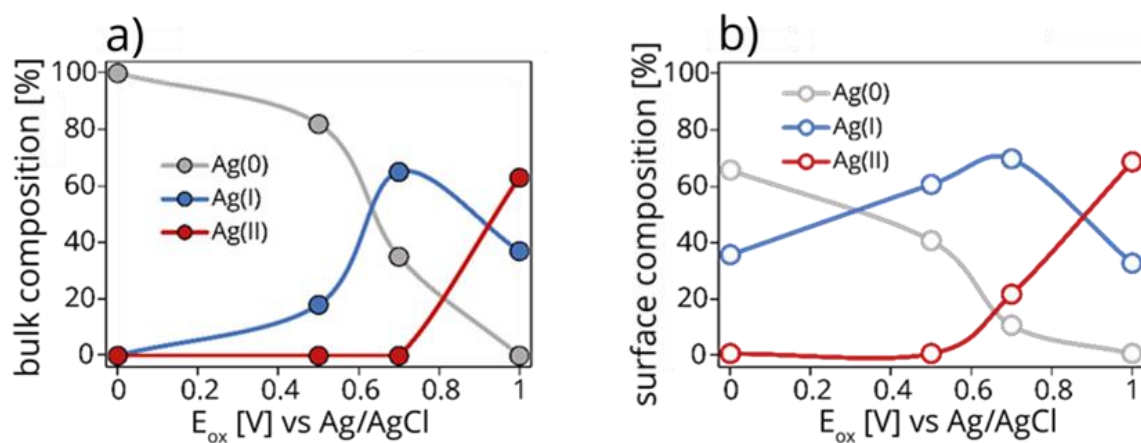 a)
bulk composition [%]
100
80
60
40
20
0
Ag(0)
Ag(I)
Ag(II)
0 0.2 0.4 0.6 0.8 1
E_ox [V] vs Ag/AgCl
b)
surface composition [%]
100
80
60
40
20
0
Ag(0)
Ag(I)
Ag(II)
0 0.2 0.4 0.6 0.8 1
E_ox [V] vs Ag/AgCl